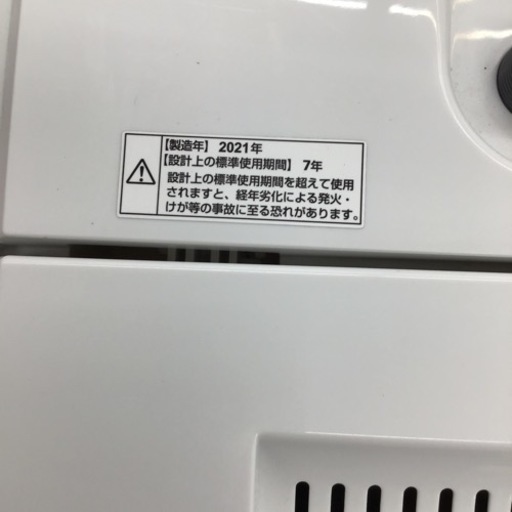 【製造年】 2021年
【設計上の標準使用期間】 7年
設計上の標準使用期間を超えて使用
されますと、経年劣化による発火・
けが等の事故に至る恐れがあります。